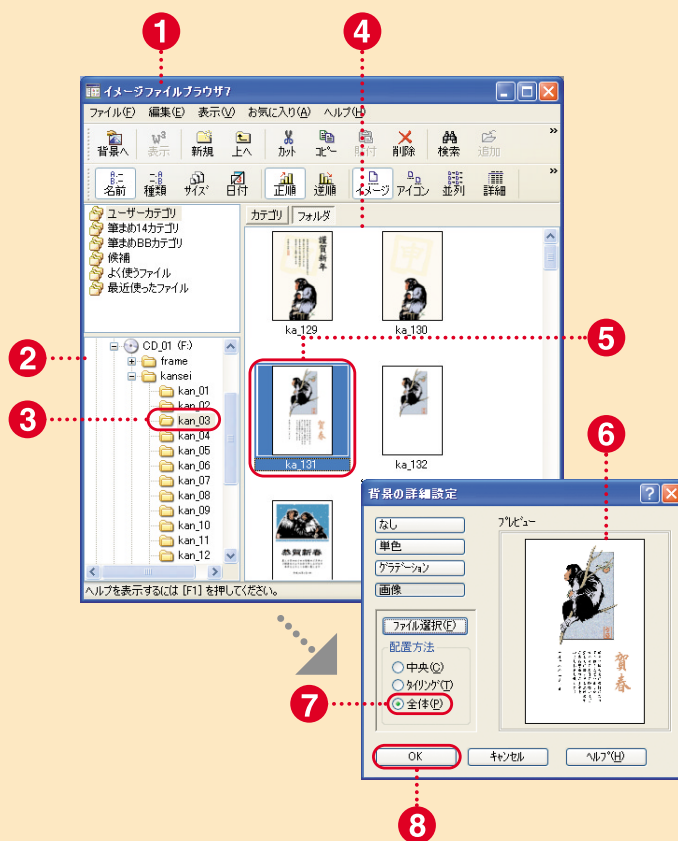 1
4
イメージファイルブラウザ7
ファイル(F) 編集(E) 表示(V) お気に入り(A) ヘルプ(H)
背景へ 表示 新規 上へ カット コピー 貼付 削除 検索 追加
名前 種類 サイズ 日付 正順 逆順 イメージ アイコン 並列 詳細
ユーザーカテゴリ
筆まめ14カテゴリ
筆まめBBカテゴリ
候補
よく使うファイル
最近使ったファイル
カテゴリ フォルダ
謹賀新年
ka_129
ka_130
2
CD_01 (F:)
frame
kansei
kan_01
kan_02
3
kan_03
kan_04
kan_05
kan_06
kan_07
kan_08
kan_09
kan_10
kan_11
kan_12
5
賀春
ka_131
ka_132
恭賀新春
ヘルプを表示するには [F1] を押してください。
6
背景の詳細設定
なし
単色
グラデーション
画像
ファイル選択(F)
配置方法
中央(C)
タイリング(T)
7
全体(P)
プレビュー
賀春
OK キャンセル ヘルプ(H)
8